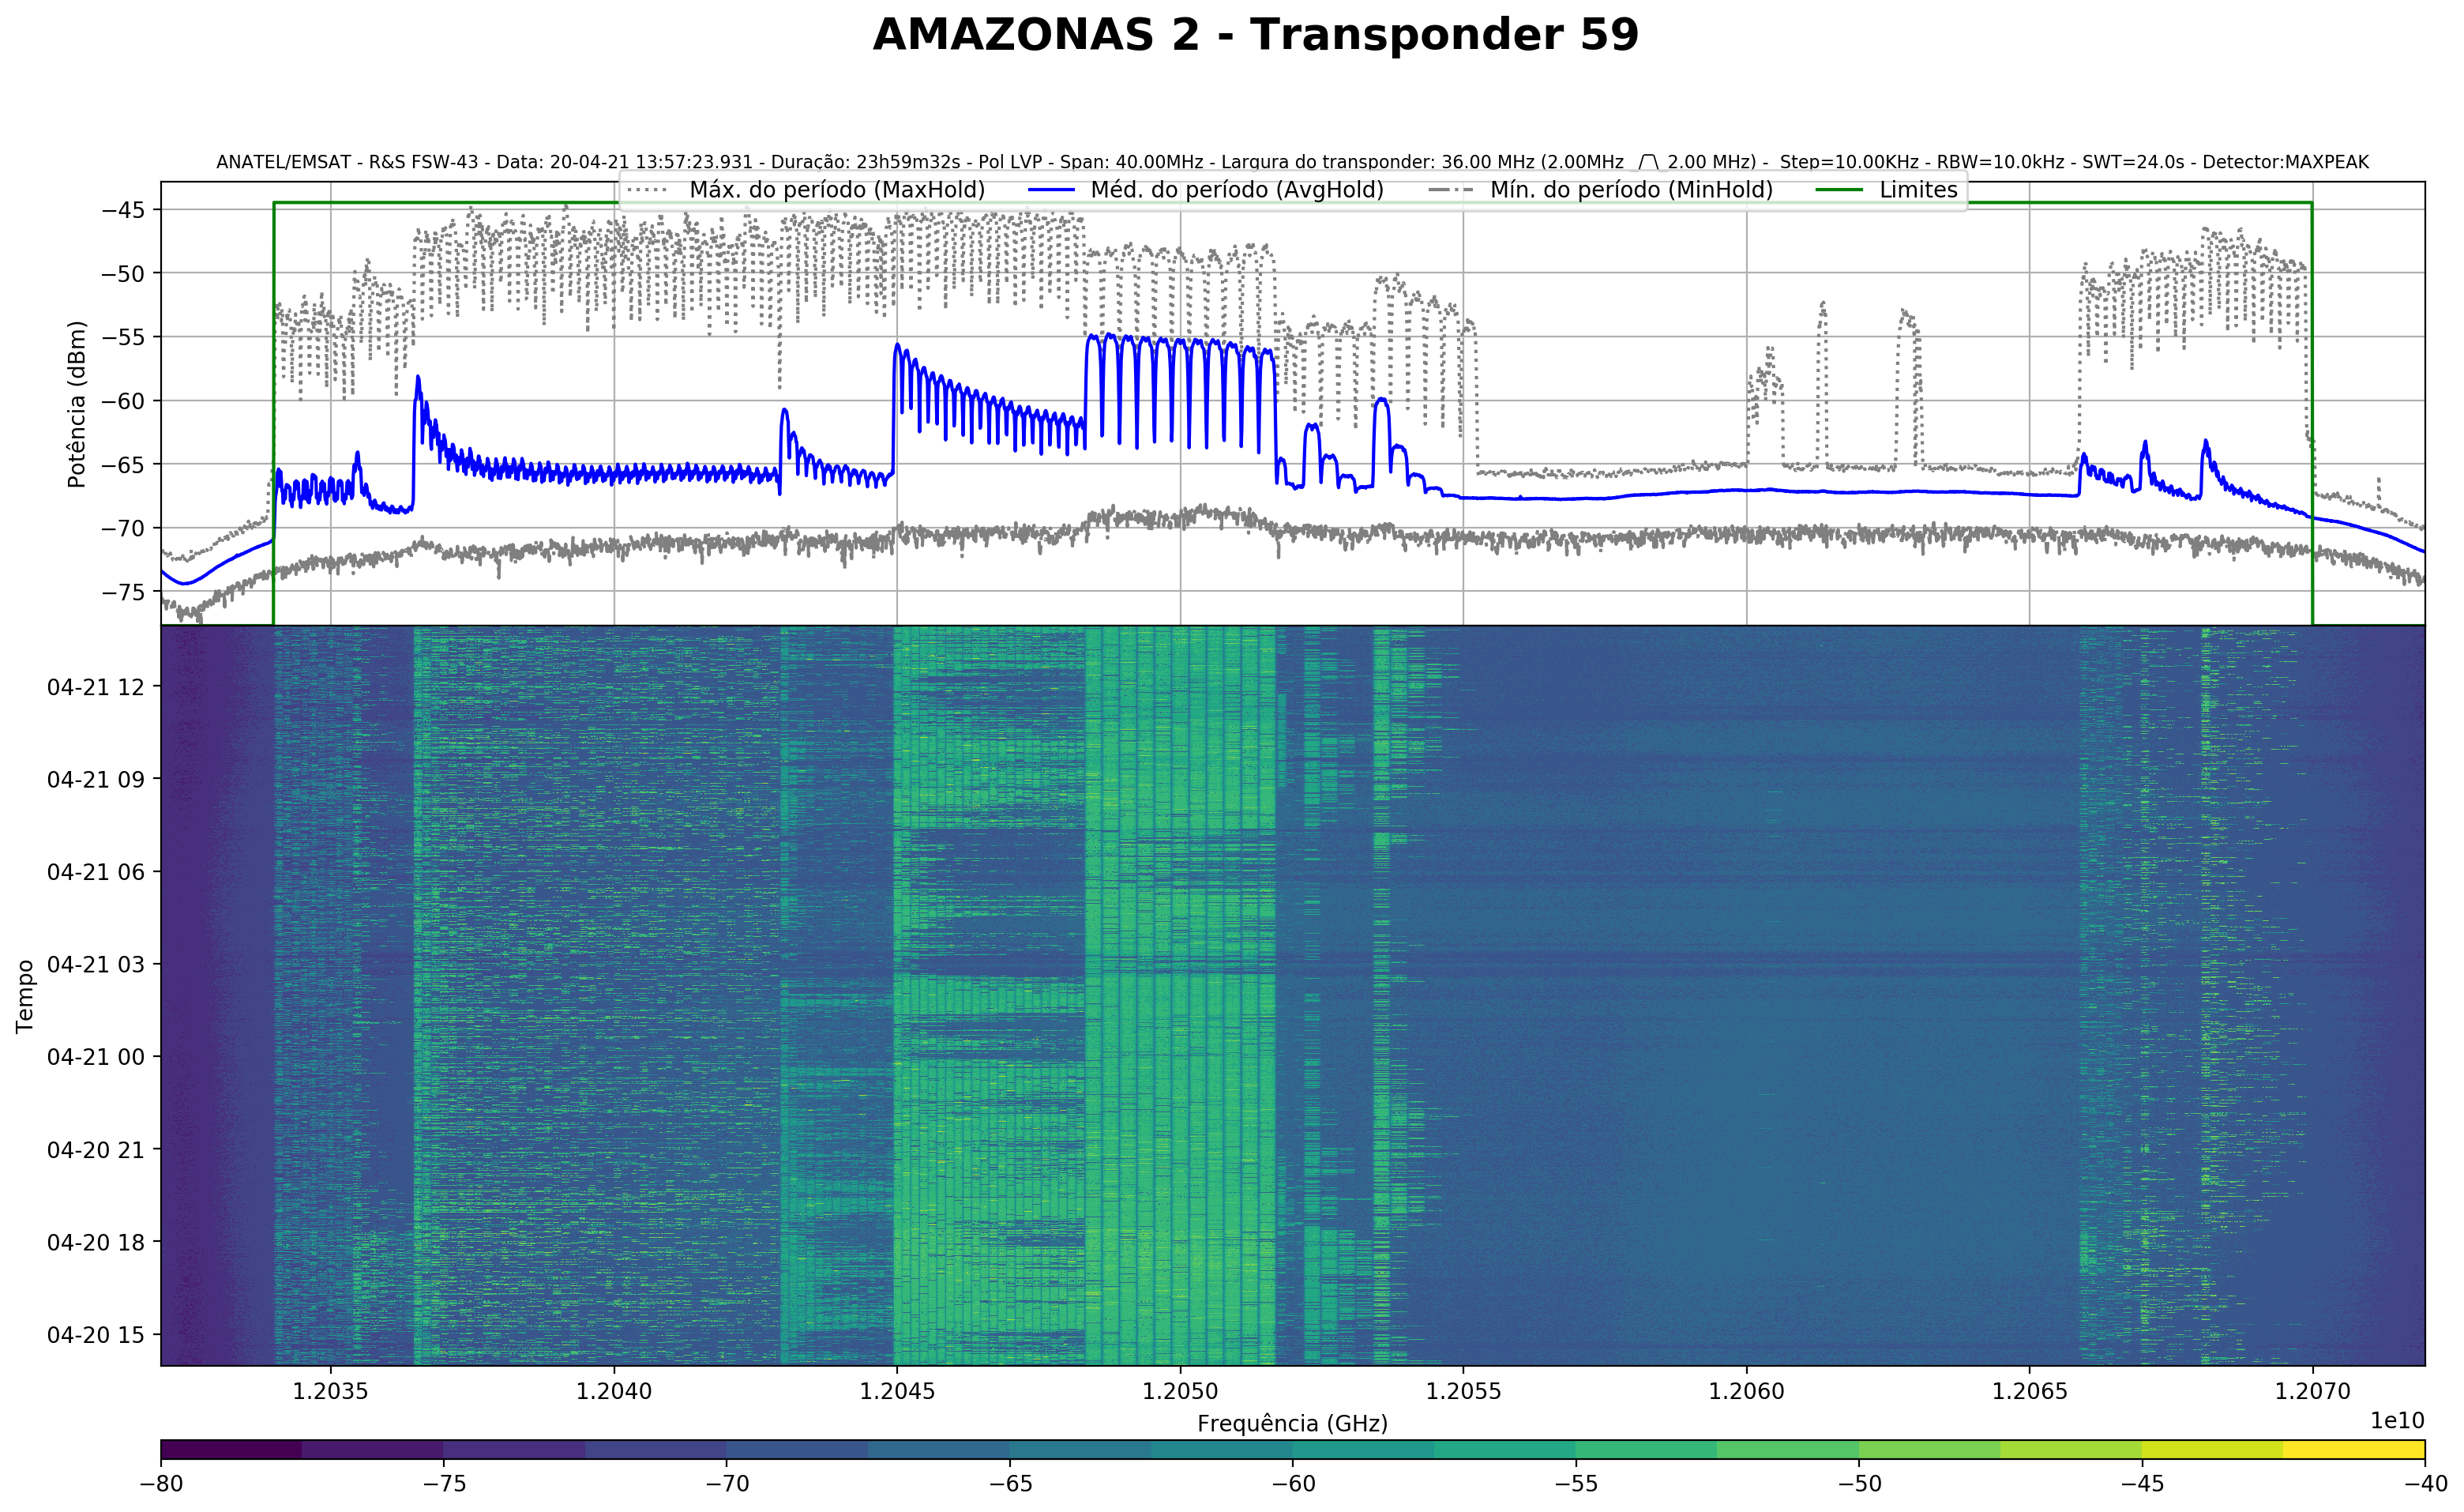 AMAZONAS 2 - Transponder 59
ANATEL/EMSAT - R&S FSW-43 - Data: 20-04-21 13:57:23.931 - Duração: 23h59m32s - Pol LVP - Span: 40.00MHz - Largura do transponder: 36.00 MHz (2.00MHz _/‾\_ 2.00 MHz) - Step=10.00KHz - RBW=10.0kHz - SWT=24.0s - Detector:MAXPEAK
Máx. do período (MaxHold) Méd. do período (AvgHold) Mín. do período (MinHold) Limites
Potência (dBm)
−45
−50
−55
−60
−65
−70
−75
Tempo
04-21 12
04-21 09
04-21 06
04-21 03
04-21 00
04-20 21
04-20 18
04-20 15
1.2035 1.2040 1.2045 1.2050 1.2055 1.2060 1.2065 1.2070
Frequência (GHz)
1e10
−80 −75 −70 −65 −60 −55 −50 −45 −40